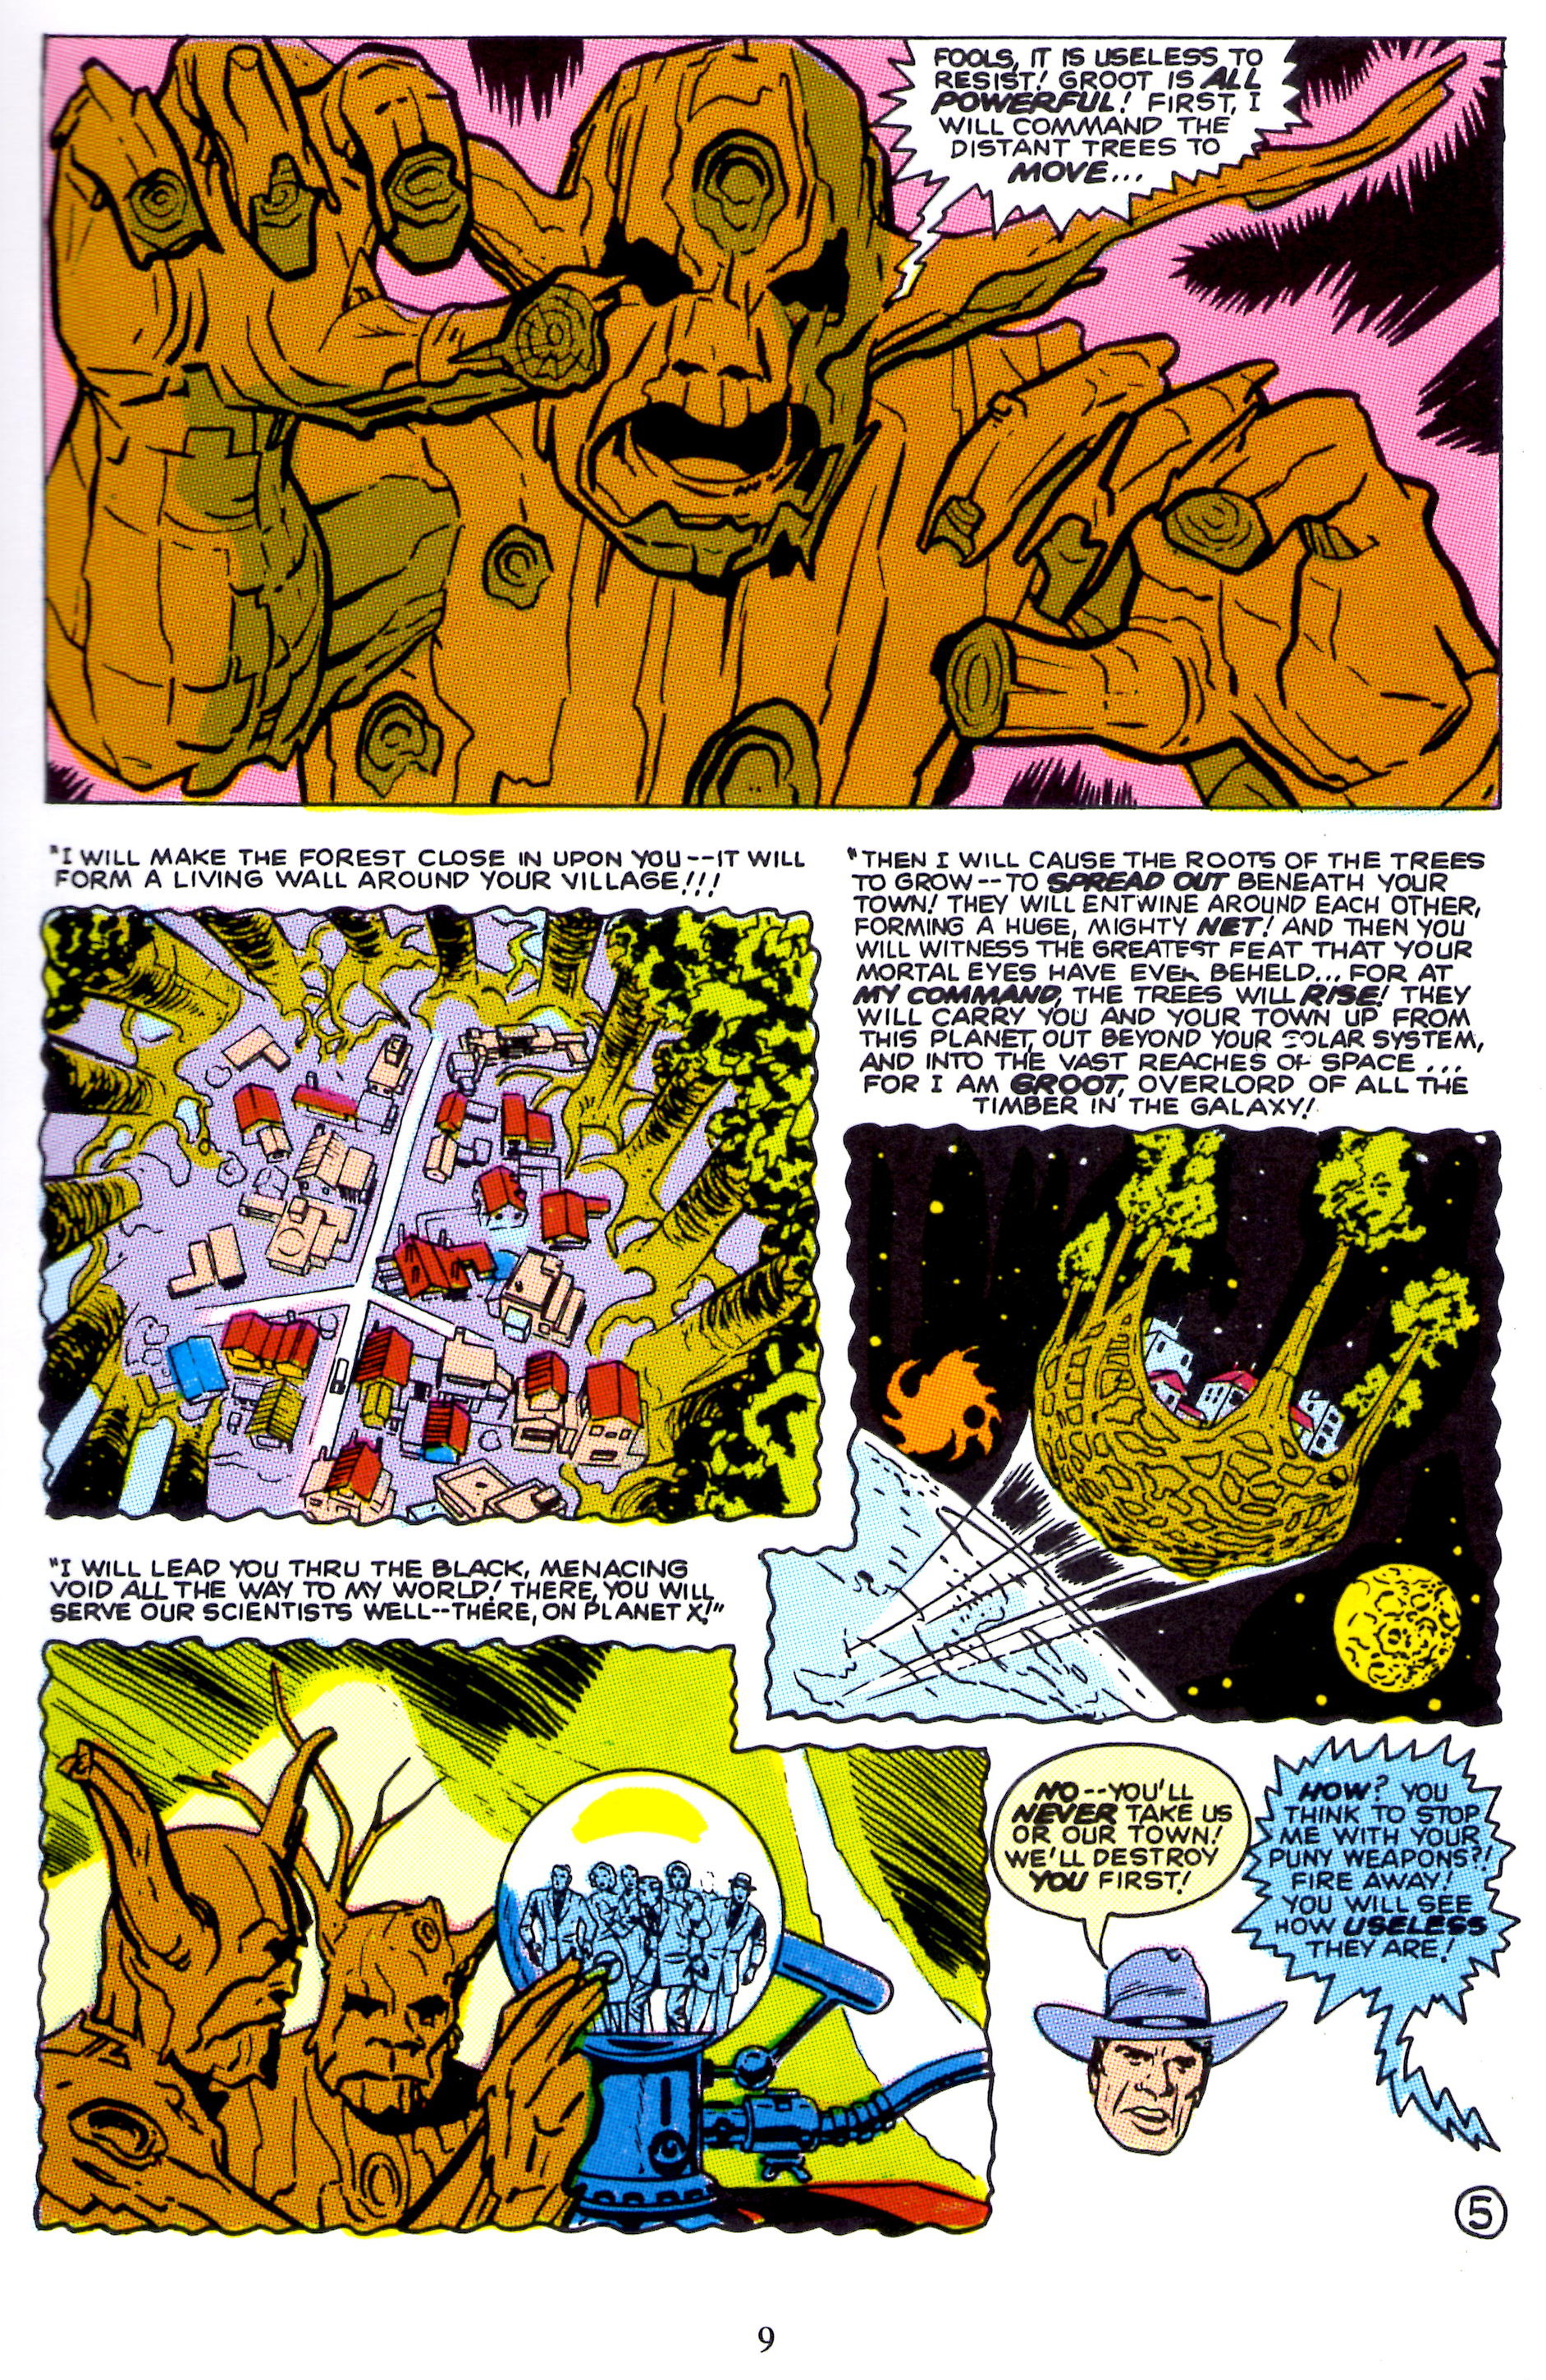 FOOLS, IT IS USELESS TO
RESIST! GROOT IS ALL
POWERFUL! FIRST, I
WILL COMMAND THE
DISTANT TREES TO
MOVE...
"I WILL MAKE THE FOREST CLOSE IN UPON YOU--IT WILL
FORM A LIVING WALL AROUND YOUR VILLAGE!!!
"THEN I WILL CAUSE THE ROOTS OF THE TREES
TO GROW--TO SPREAD OUT BENEATH YOUR
TOWN! THEY WILL ENTWINE AROUND EACH OTHER,
FORMING A HUGE, MIGHTY NET! AND THEN YOU
WILL WITNESS THE GREATEST FEAT THAT YOUR
MORTAL EYES HAVE EVER BEHELD... FOR AT
MY COMMAND, THE TREES WILL RISE! THEY
WILL CARRY YOU AND YOUR TOWN UP FROM
THIS PLANET, OUT BEYOND YOUR SOLAR SYSTEM,
AND INTO THE VAST REACHES OF SPACE...
FOR I AM GROOT, OVERLORD OF ALL THE
TIMBER IN THE GALAXY!
"I WILL LEAD YOU THRU THE BLACK, MENACING
VOID ALL THE WAY TO MY WORLD! THERE, YOU WILL
SERVE OUR SCIENTISTS WELL--THERE, ON PLANET X!"
NO--YOU'LL
NEVER TAKE US
OR OUR TOWN!
WE'LL DESTROY
YOU FIRST!
HOW? YOU
THINK TO STOP
ME WITH YOUR
PUNY WEAPONS?!
FIRE AWAY!
YOU WILL SEE
HOW USELESS
THEY ARE!
5
9